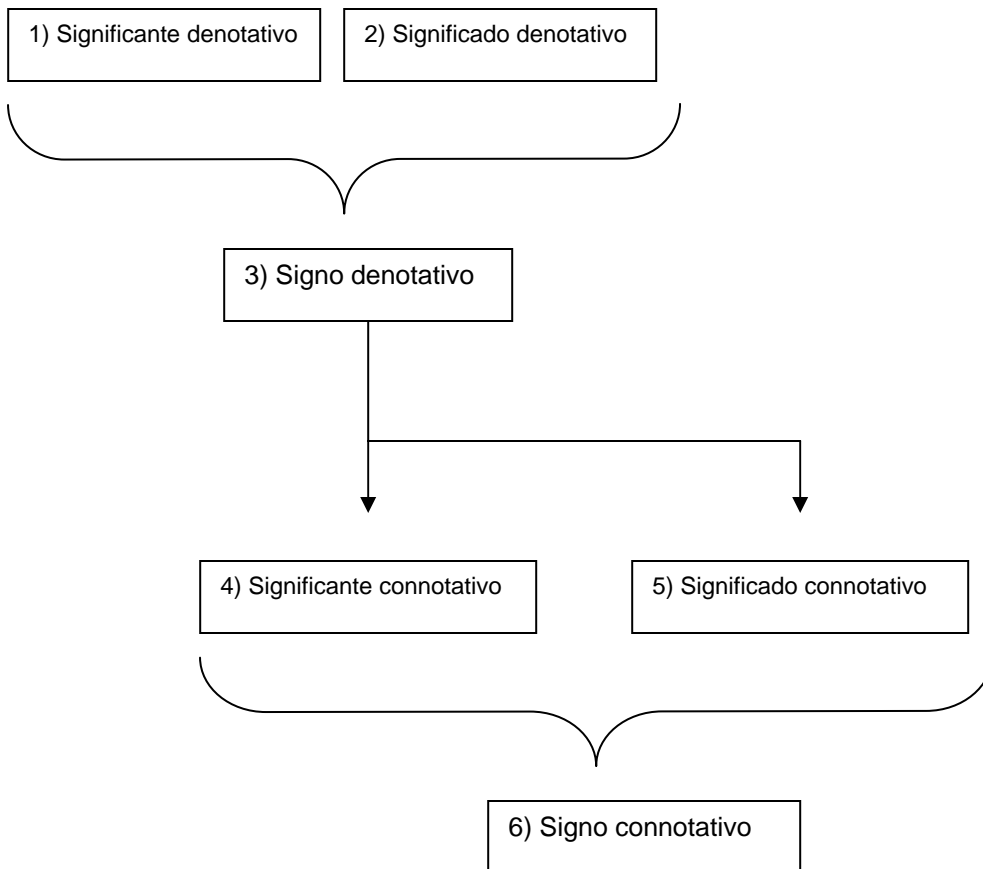 1) Significante denotativo
2) Significado denotativo
3) Signo denotativo
4) Significante connotativo
5) Significado connotativo
6) Signo connotativo